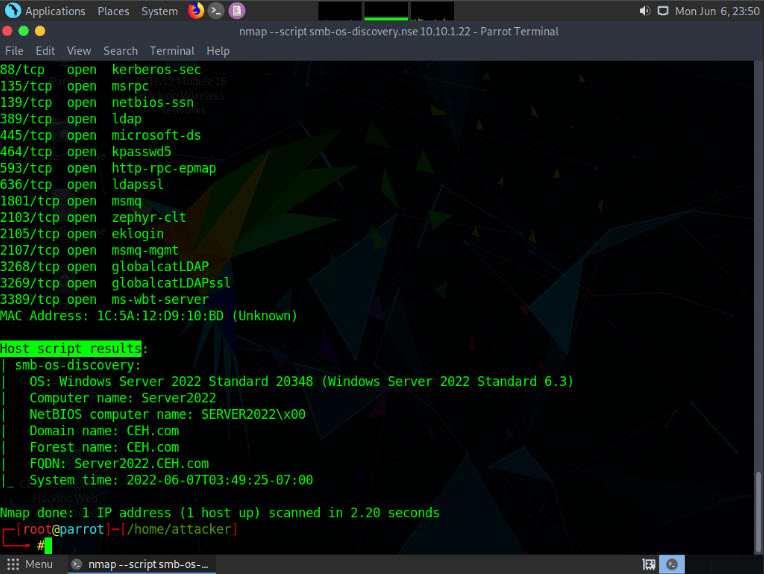 Applications Places System Mon Jun 6, 23:50
nmap --script smb-os-discovery.nse 10.10.1.22 - Parrot Terminal
File Edit View Search Terminal Help
88/tcp open kerberos-sec
135/tcp open msrpc
139/tcp open netbios-ssn
389/tcp open ldap
445/tcp open microsoft-ds
464/tcp open kpasswd5
593/tcp open http-rpc-epmap
636/tcp open ldapssl
1801/tcp open msmq
2103/tcp open zephyr-clt
2105/tcp open eklogin
2107/tcp open msmq-mgmt
3268/tcp open globalcatLDAP
3269/tcp open globalcatLDAPssl
3389/tcp open ms-wbt-server
MAC Address: 1C:5A:12:D9:10:BD (Unknown)
Host script results:
| smb-os-discovery:
|   OS: Windows Server 2022 Standard 20348 (Windows Server 2022 Standard 6.3)
|   Computer name: Server2022
|   NetBIOS computer name: SERVER2022\x00
|   Domain name: CEH.com
|   Forest name: CEH.com
|   FQDN: Server2022.CEH.com
|_  System time: 2022-06-07T03:49:25-07:00
Nmap done: 1 IP address (1 host up) scanned in 2.20 seconds
┌─[root@parrot]─[/home/attacker]
└──╼ #
Menu nmap --script smb-os-...